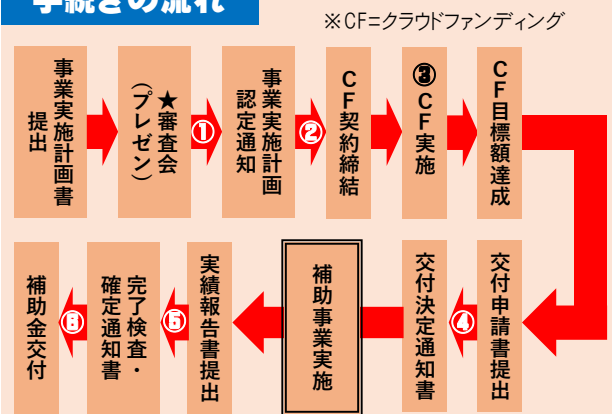 手続きの流れ
※CF=クラウドファンディング
事業実施計画書
提出
★審査会
（プレゼン）
①
事業実施計画
認定通知
②
CF契約締結
③CF実施
CF目標額達成
交付申請書提出
④
交付決定通知書
補助事業実施
実績報告書提出
⑤
完了検査・
確定通知書
⑥
補助金交付